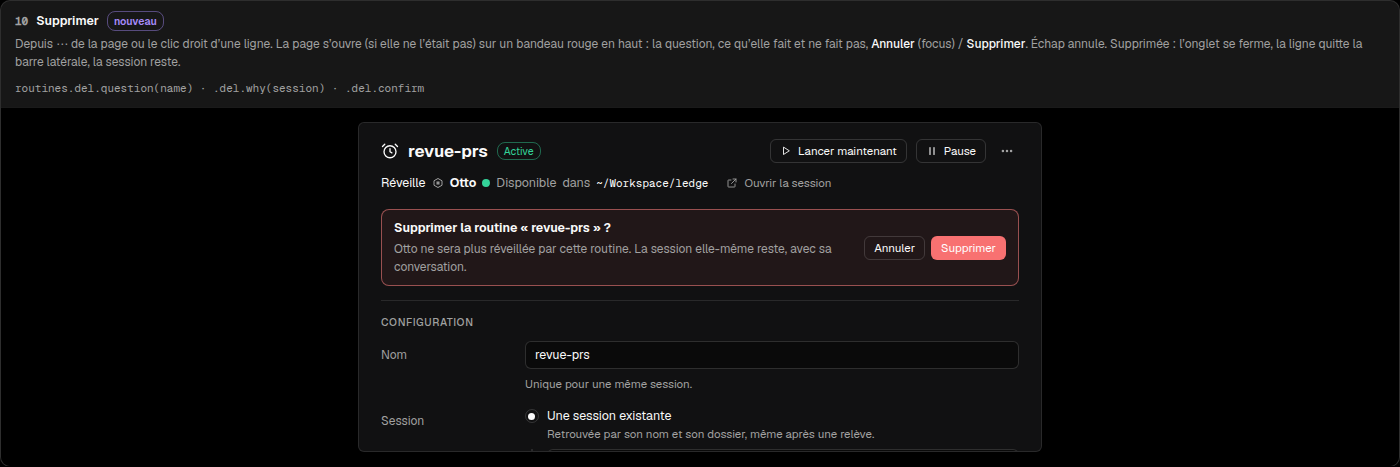 10 Supprimer nouveau
Depuis ··· de la page ou le clic droit d'une ligne. La page s'ouvre (si elle ne l'était pas) sur un bandeau rouge en haut : la question, ce qu'elle fait et ne fait pas, Annuler (focus) / Supprimer. Échap annule. Supprimée : l'onglet se ferme, la ligne quitte la
barre latérale, la session reste.
routines.del.question(name) · .del.why(session) · .del.confirm
revue-prs Active Lancer maintenant Pause ···
Réveille Otto Disponible dans ~/Workspace/ledge Ouvrir la session
Supprimer la routine « revue-prs » ?
Otto ne sera plus réveillée par cette routine. La session elle-même reste, avec sa
conversation.
Annuler Supprimer
CONFIGURATION
Nom revue-prs
Unique pour une même session.
Session Une session existante
Retrouvée par son nom et son dossier, même après une relève.